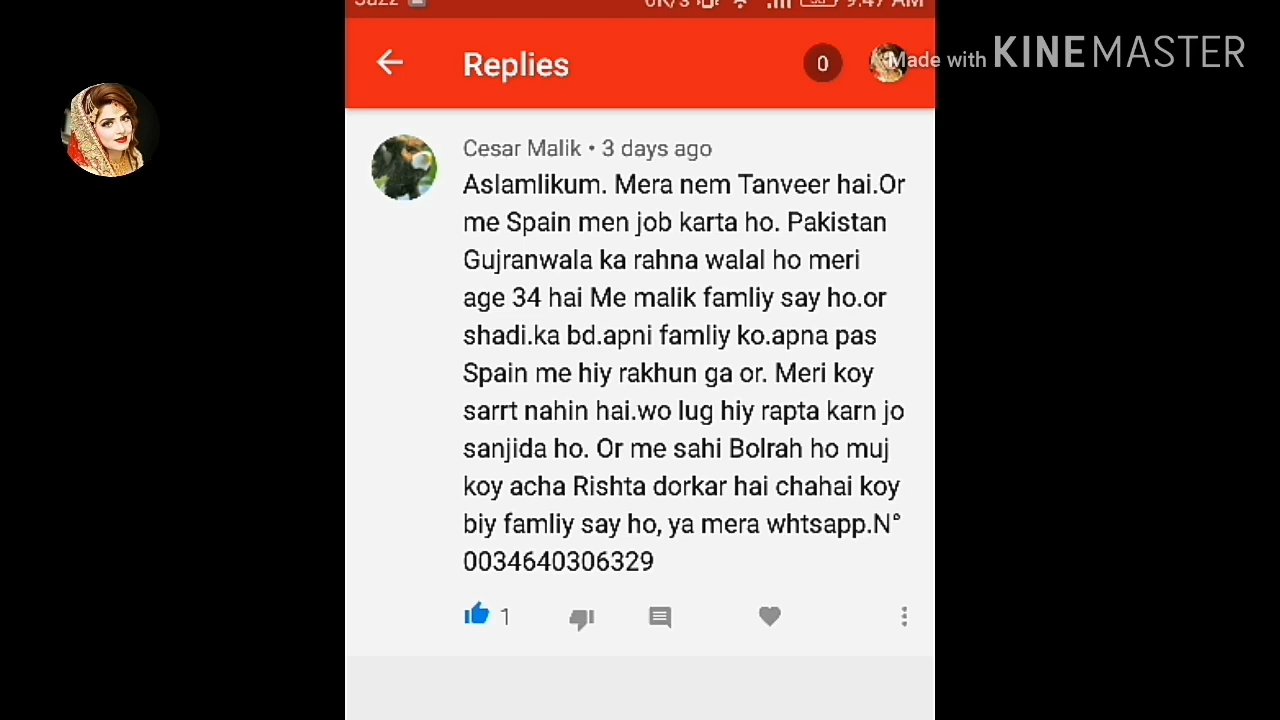 Replies
0
Made with KINEMASTER
Cesar Malik • 3 days ago
Aslamlikum. Mera nem Tanveer hai.Or
me Spain men job karta ho. Pakistan
Gujranwala ka rahna walal ho meri
age 34 hai Me malik famliy say ho.or
shadi.ka bd.apni famliy ko.apna pas
Spain me hiy rakhun ga or. Meri koy
sarrt nahin hai.wo lug hiy rapta karn jo
sanjida ho. Or me sahi Bolrah ho muj
koy acha Rishta dorkar hai chahai koy
biy famliy say ho, ya mera whtsapp.N°
0034640306329
1